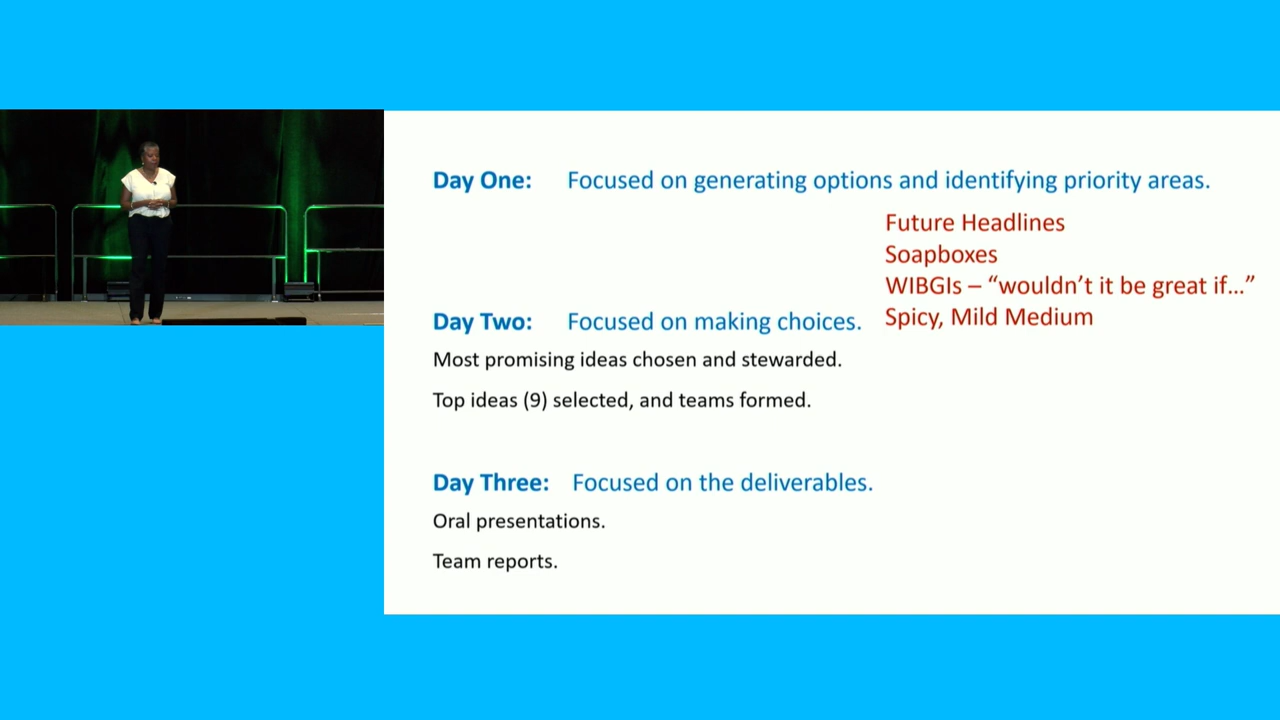 Day One: Focused on generating options and identifying priority areas.
Future Headlines
Soapboxes
WIBGIs – “wouldn’t it be great if…”
Spicy, Mild Medium
Day Two: Focused on making choices.
Most promising ideas chosen and stewarded.
Top ideas (9) selected, and teams formed.
Day Three: Focused on the deliverables.
Oral presentations.
Team reports.